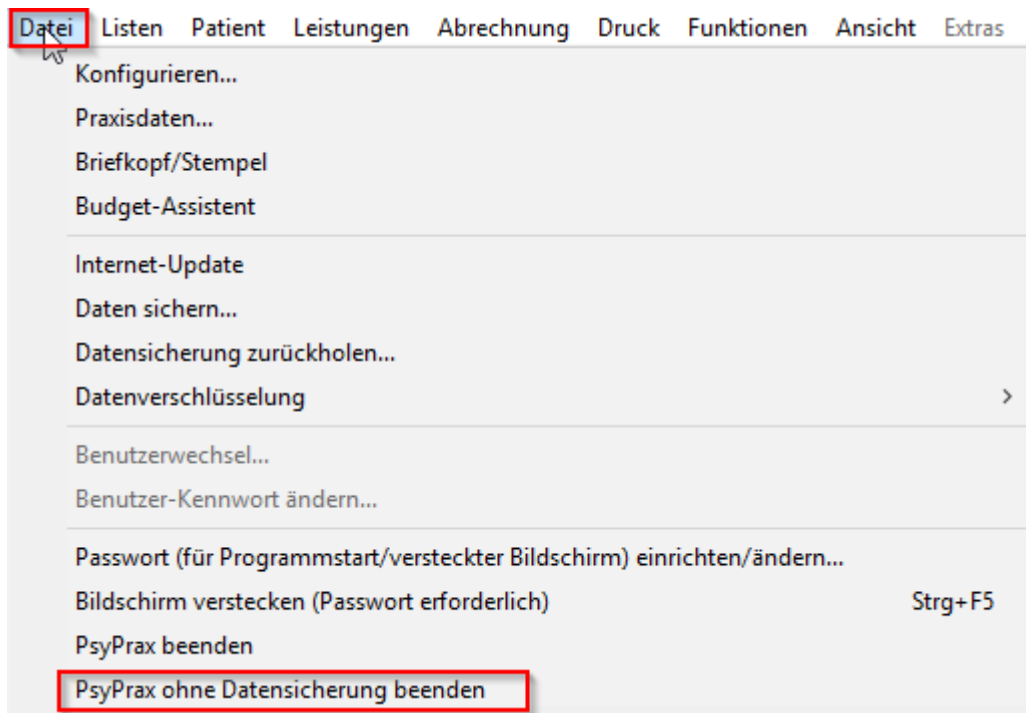 Datei Listen Patient Leistungen Abrechnung Druck Funktionen Ansicht Extras
Konfigurieren...
Praxisdaten...
Briefkopf/Stempel
Budget-Assistent
Internet-Update
Daten sichern...
Datensicherung zurückholen...
Datenverschlüsselung
Benutzerwechsel...
Benutzer-Kennwort ändern...
Passwort (für Programmstart/versteckter Bildschirm) einrichten/ändern...
Bildschirm verstecken (Passwort erforderlich) Strg+F5
PsyPrax beenden
PsyPrax ohne Datensicherung beenden